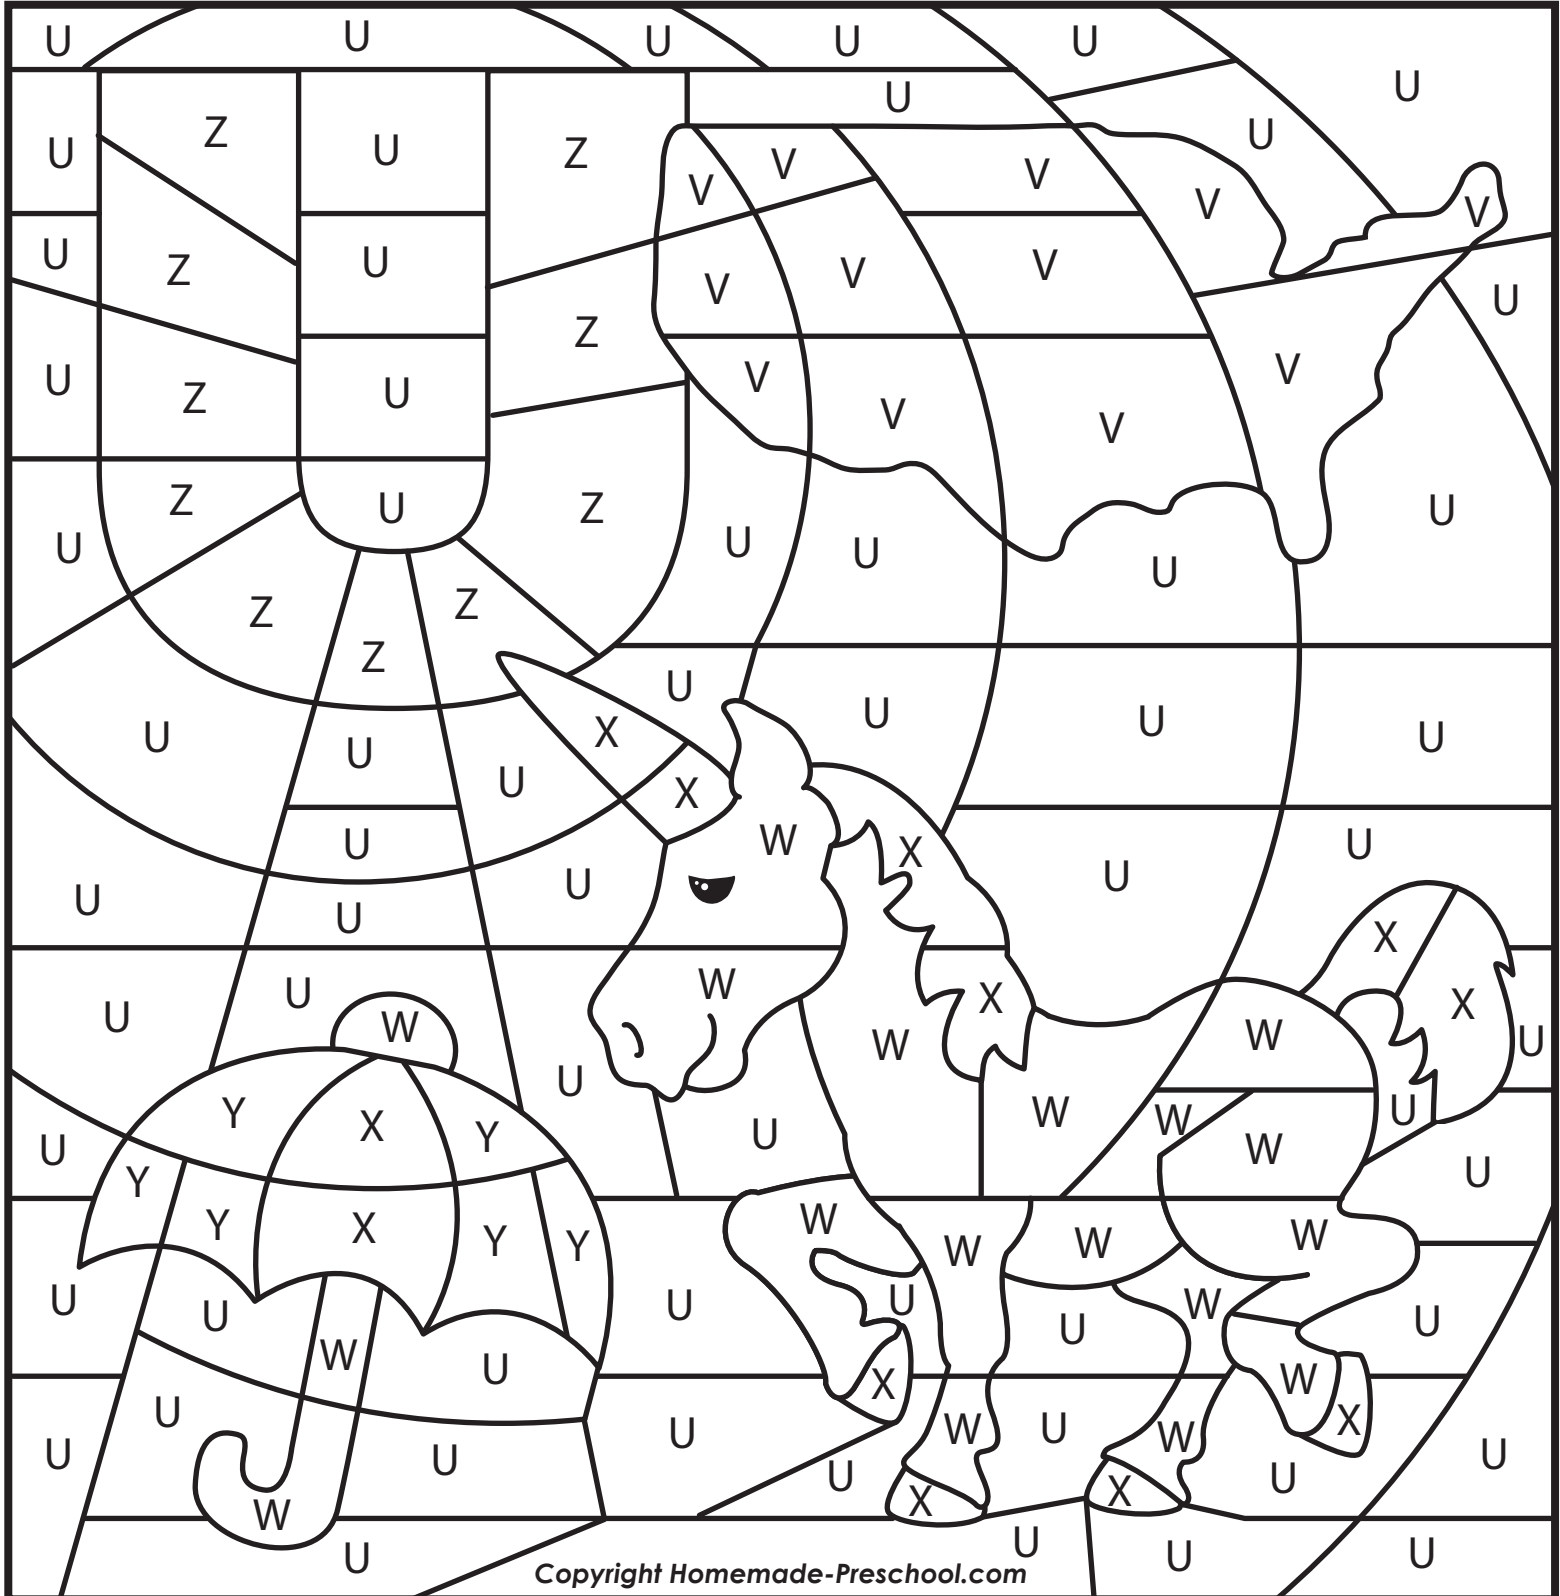 U U U U U
U
U
U Z U Z V V V V U V
U Z U V V V U
U Z U Z V V V V V
U Z U Z U U U U
Z Z Z
U U X U U U U
U U X W X U U
U U U
U U W W W X W X X U
U Y X Y U U W W W U
Y Y X Y Y U W W W W U
U U W U U U U W U
U U U U X W U W W X U
W U X X U
U U U U
Copyright Homemade-Preschool.com